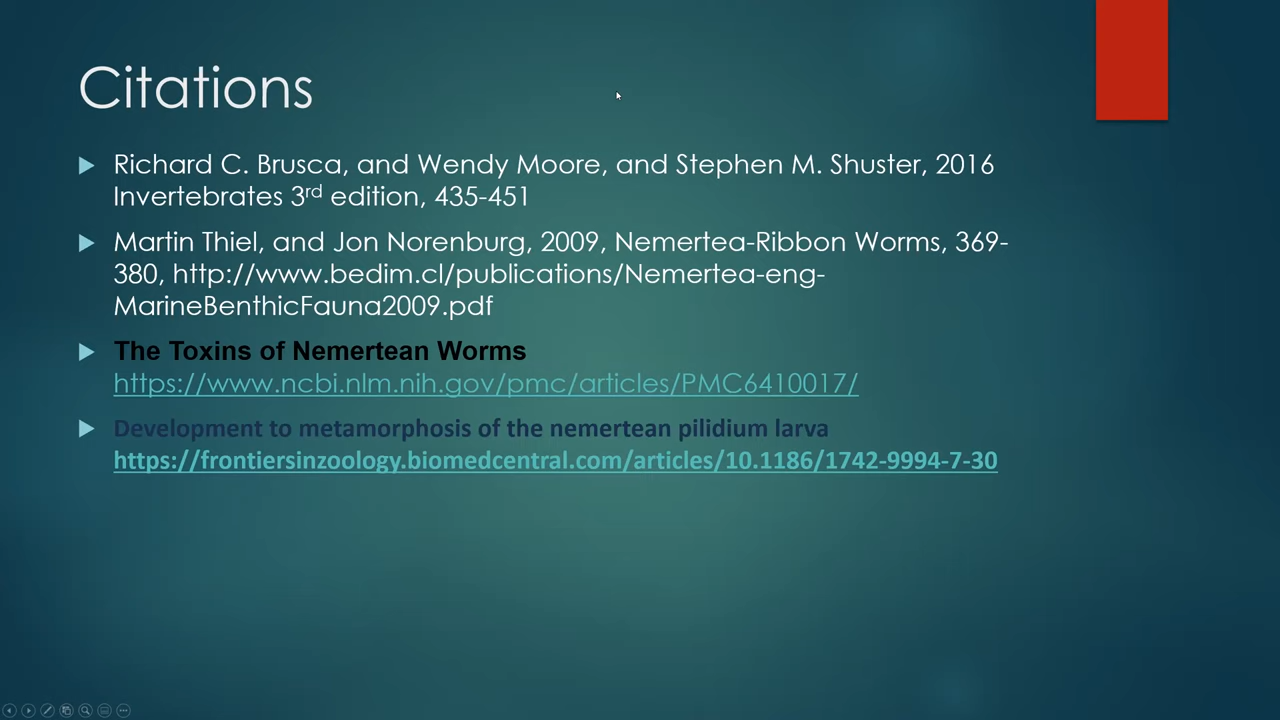 Citations
Richard C. Brusca, and Wendy Moore, and Stephen M. Shuster, 2016
Invertebrates 3rd edition, 435-451
Martin Thiel, and Jon Norenburg, 2009, Nemertea-Ribbon Worms, 369-
380, http://www.bedim.cl/publications/Nemertea-eng-
MarineBenthicFauna2009.pdf
The Toxins of Nemertean Worms
https://www.ncbi.nlm.nih.gov/pmc/articles/PMC6410017/
Development to metamorphosis of the nemertean pilidium larva
https://frontiersinzoology.biomedcentral.com/articles/10.1186/1742-9994-7-30